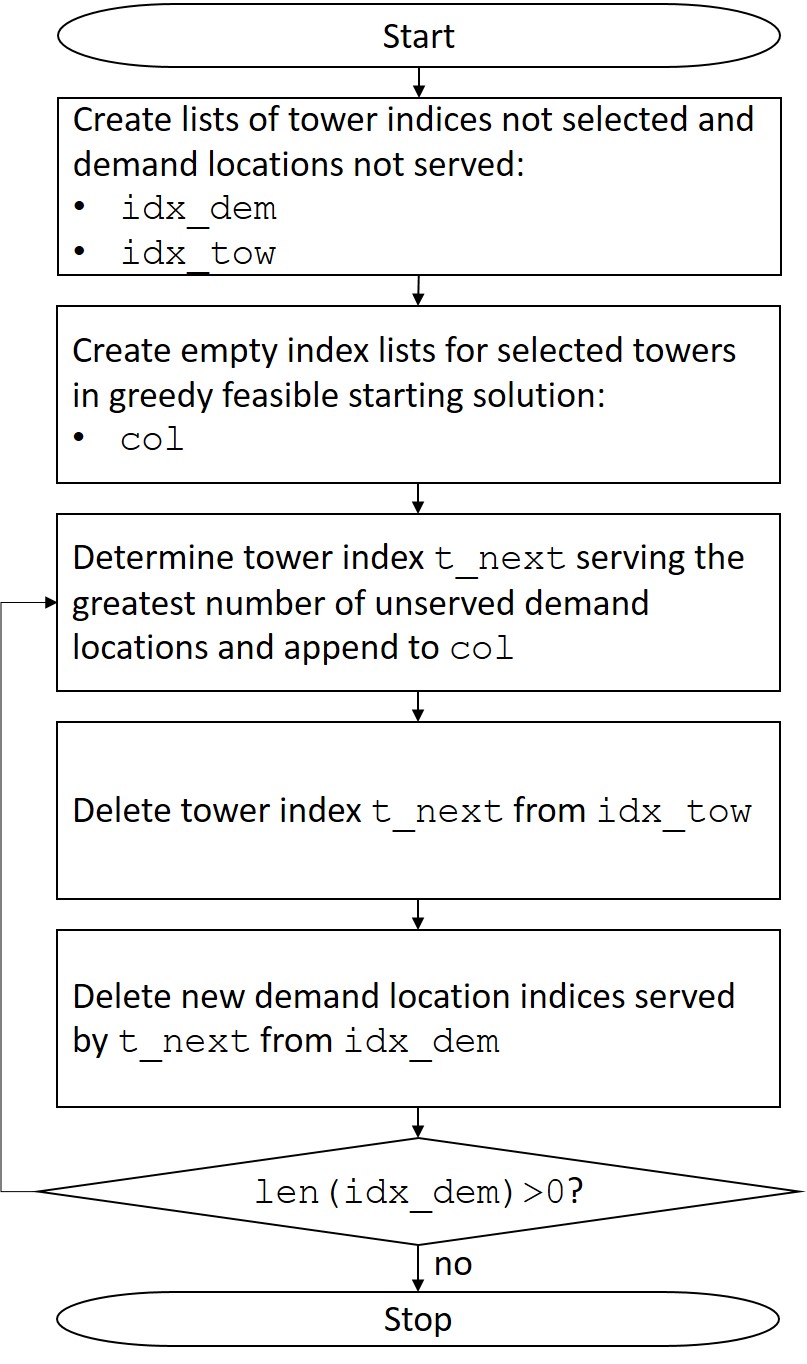 Start
Create lists of tower indices not selected and
demand locations not served:
• idx_dem
• idx_tow
Create empty index lists for selected towers
in greedy feasible starting solution:
• col
Determine tower index t_next serving the
greatest number of unserved demand
locations and append to col
Delete tower index t_next from idx_tow
Delete new demand location indices served
by t_next from idx_dem
len(idx_dem)>0?
no
Stop